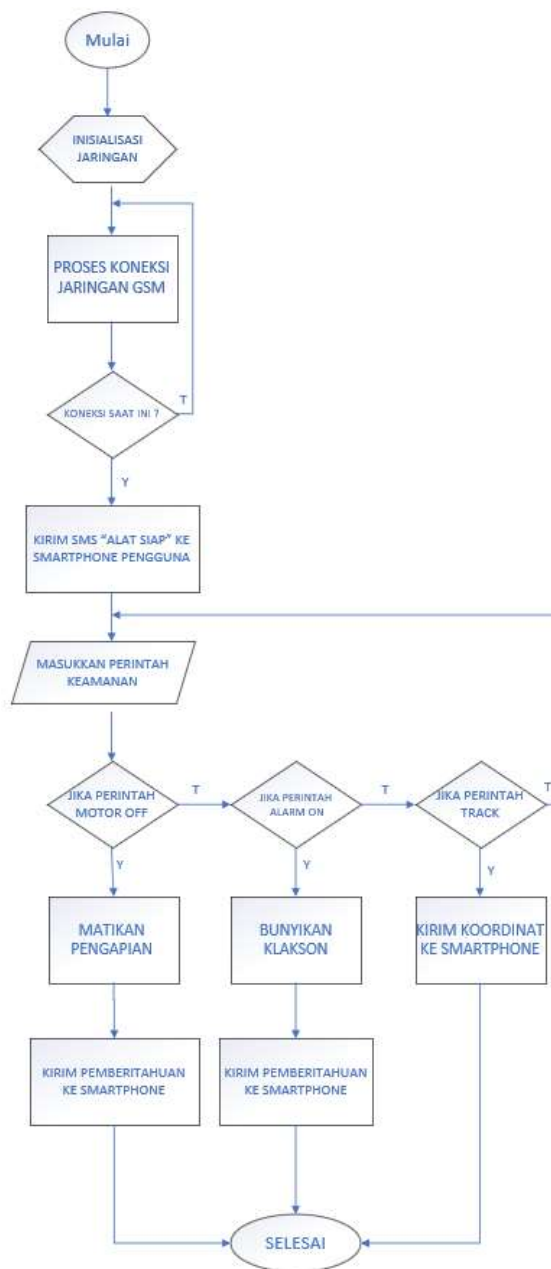 Mulai
INISIALISASI
JARINGAN
PROSES KONEKSI
JARINGAN GSM
KONEKSI SAAT INI ?
T
Y
KIRIM SMS “ALAT SIAP” KE
SMARTPHONE PENGGUNA
MASUKKAN PERINTAH
KEAMANAN
JIKA PERINTAH
MOTOR OFF
T
JIKA PERINTAH
ALARM ON
T
JIKA PERINTAH
TRACK
T
Y
Y
Y
MATIKAN
PENGAPIAN
BUNYIKAN
KLAKSON
KIRIM KOORDINAT
KE SMARTPHONE
KIRIM PEMBERITAHUAN
KE SMARTPHONE
KIRIM PEMBERITAHUAN
KE SMARTPHONE
SELESAI